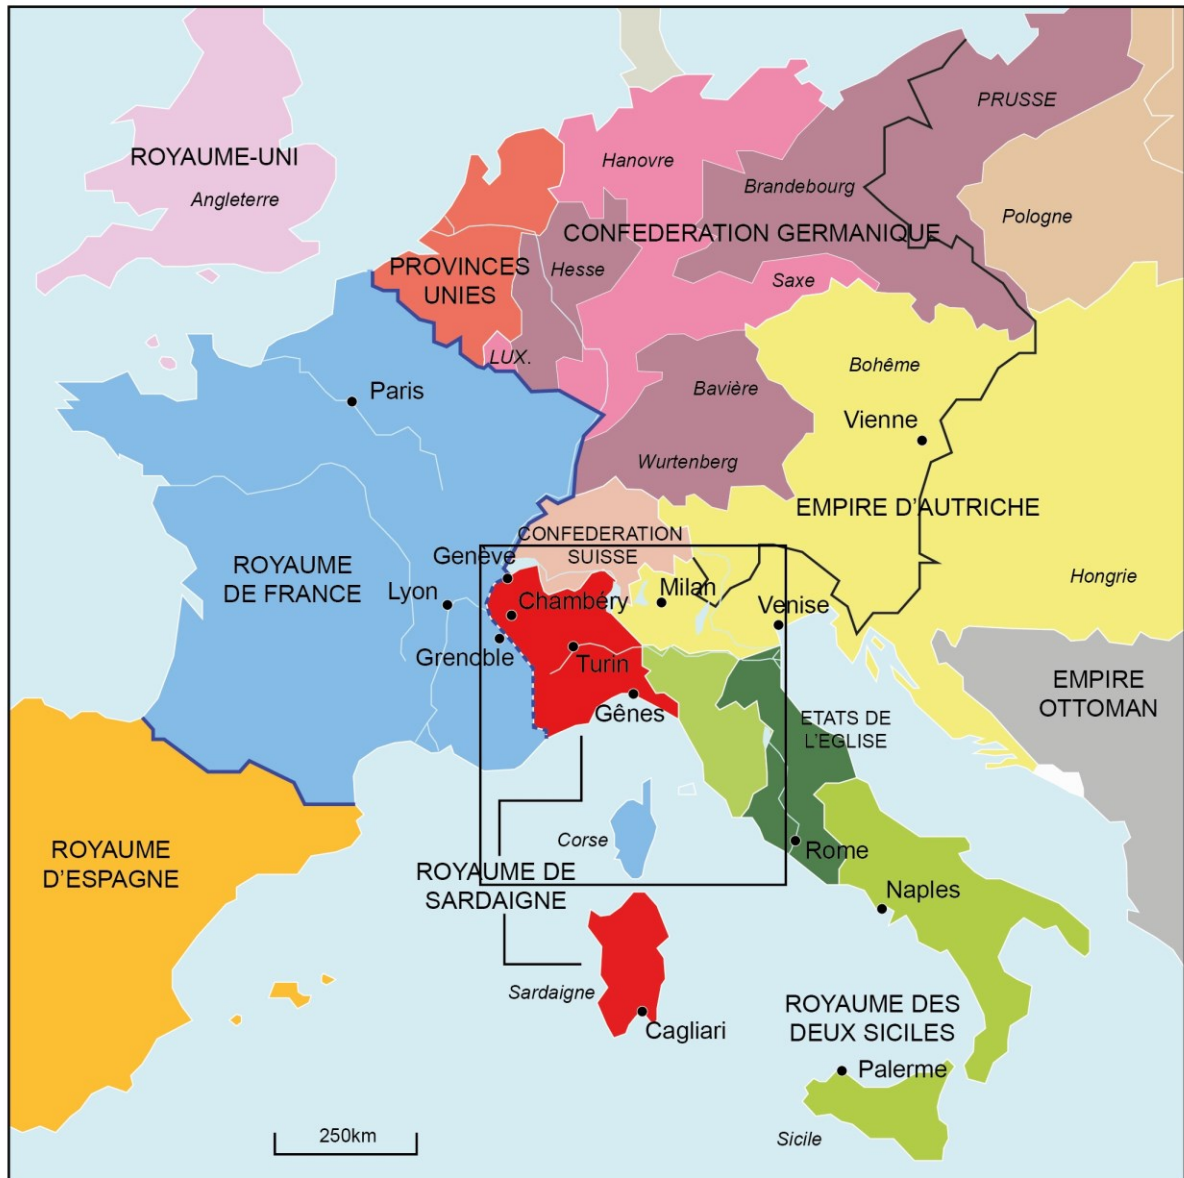 PRUSSE
ROYAUME-UNI
Hanovre
Angleterre
Brandebourg
Pologne
CONFEDERATION GERMANIQUE
PROVINCES
UNIES
Hesse
Saxe
LUX.
Bohême
Paris
Bavière
Vienne
Wurtenberg
EMPIRE D'AUTRICHE
CONFEDERATION
SUISSE
Genève
ROYAUME
DE FRANCE
Hongrie
Lyon
Chambéry
Milan
Venise
Grenoble
Turin
EMPIRE
OTTOMAN
Gênes
ETATS DE
L'EGLISE
Corse
ROYAUME
D'ESPAGNE
Rome
ROYAUME DE
SARDAIGNE
Naples
Sardaigne
Cagliari
ROYAUME DES
DEUX SICILES
Palerme
250km
Sicile